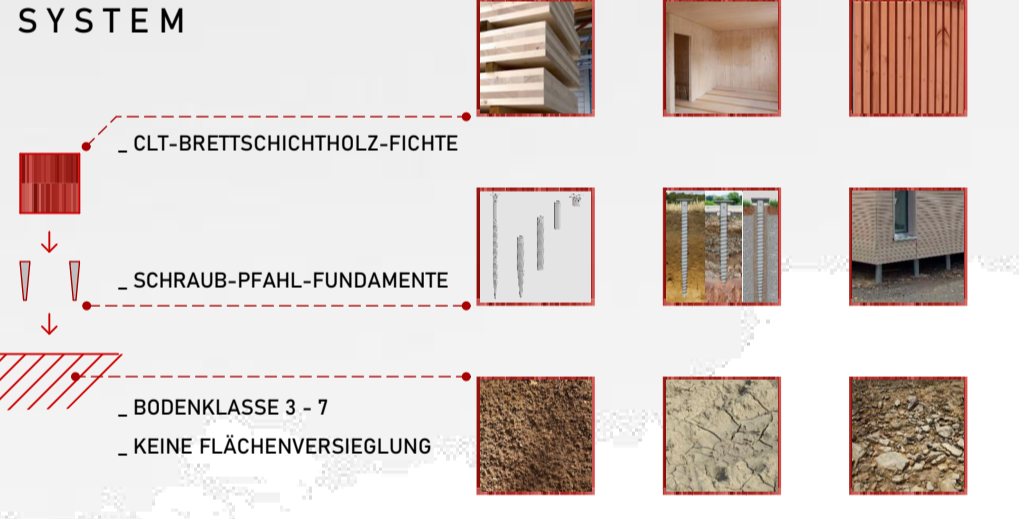 SYSTEM
_ CLT-BRETTSCHICHTHOLZ-FICHTE
_ SCHRAUB-PFAHL-FUNDAMENTE
_ BODENKLASSE 3 - 7
_ KEINE FLÄCHENVERSIEGLUNG